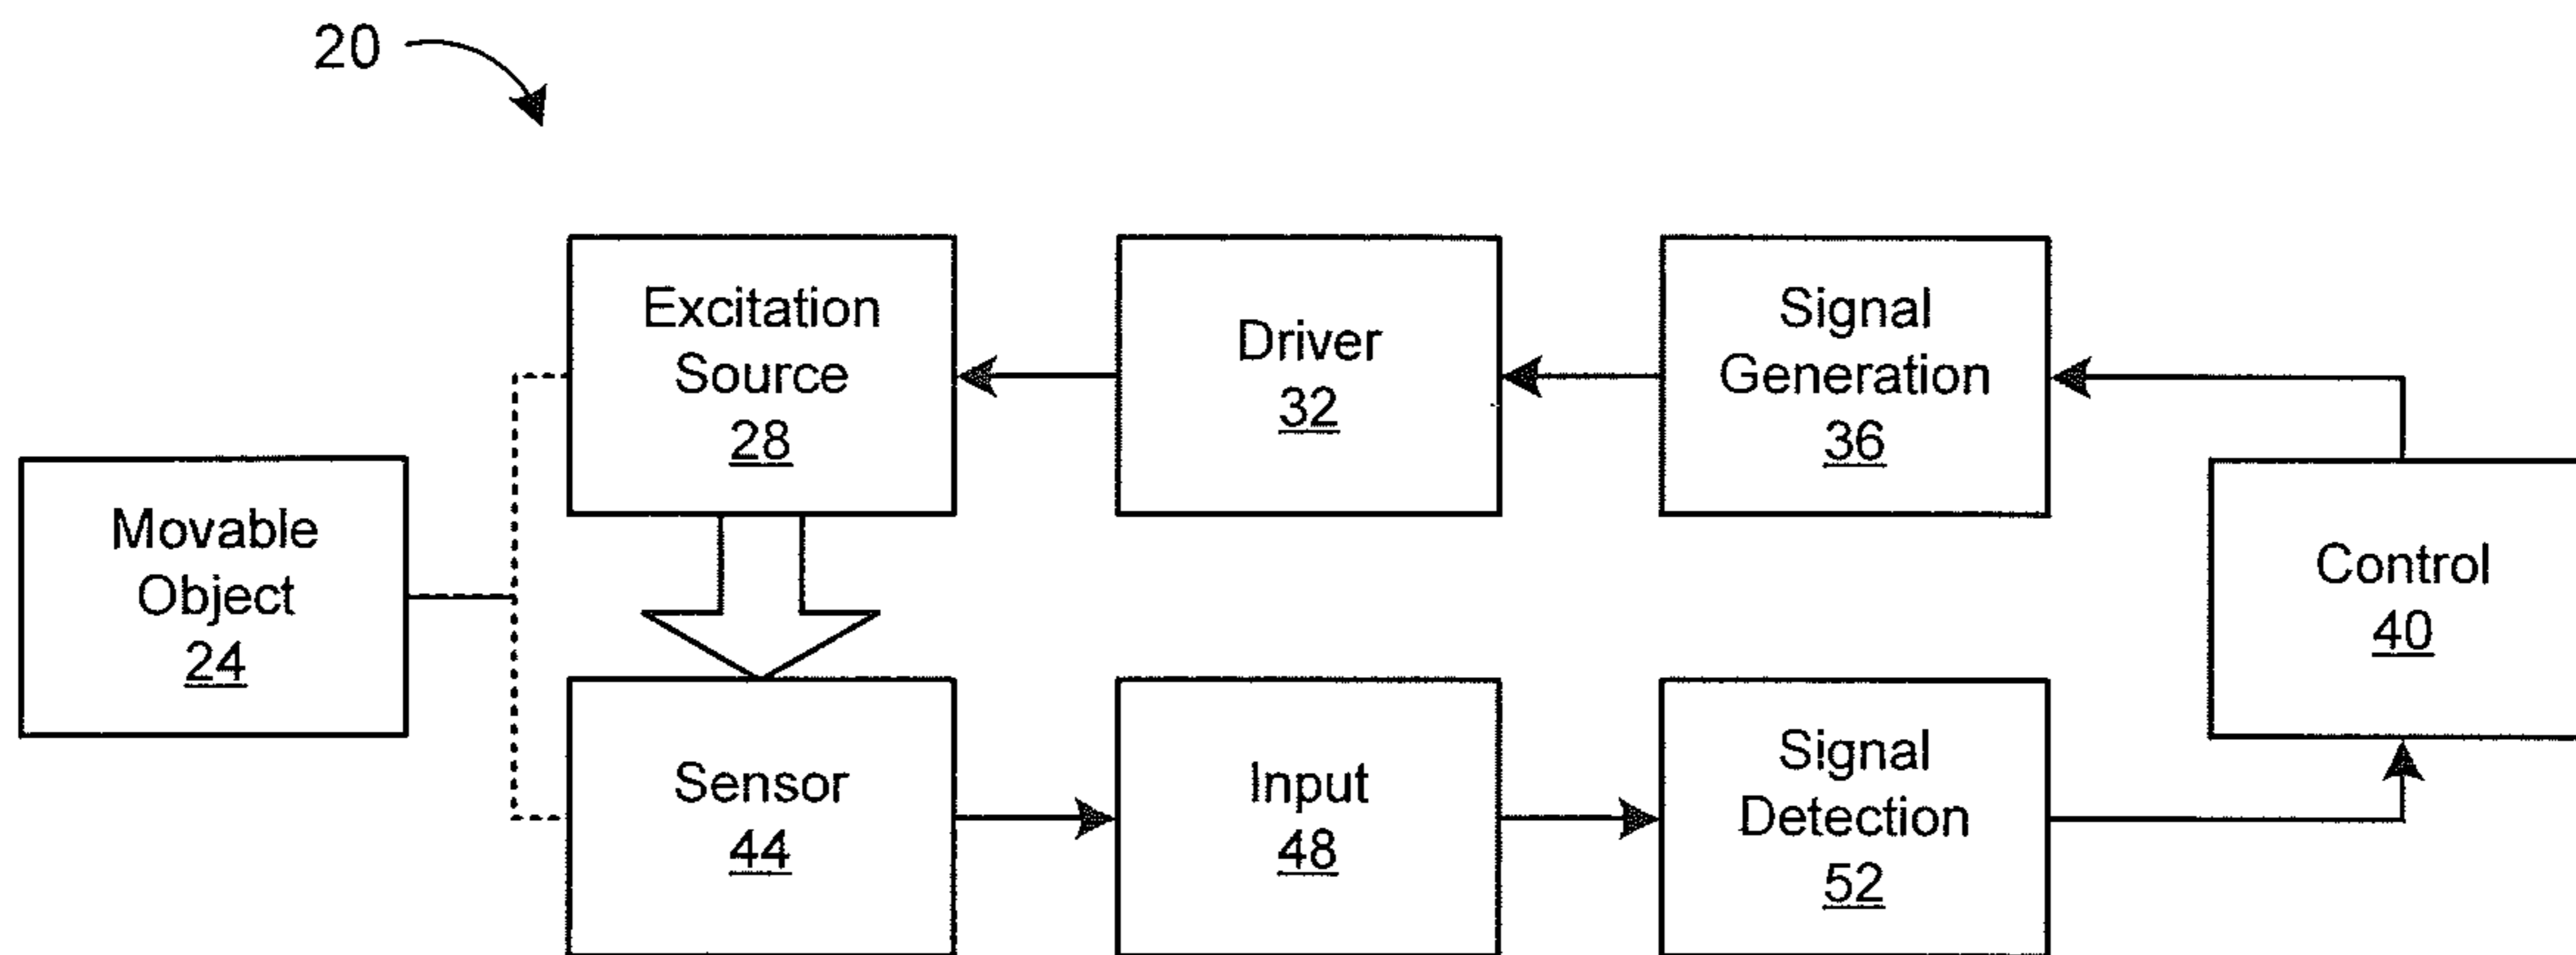 20
Excitation
Source
28
Driver
32
Signal
Generation
36
Movable
Object
24
Control
40
Sensor
44
Input
48
Signal
Detection
52